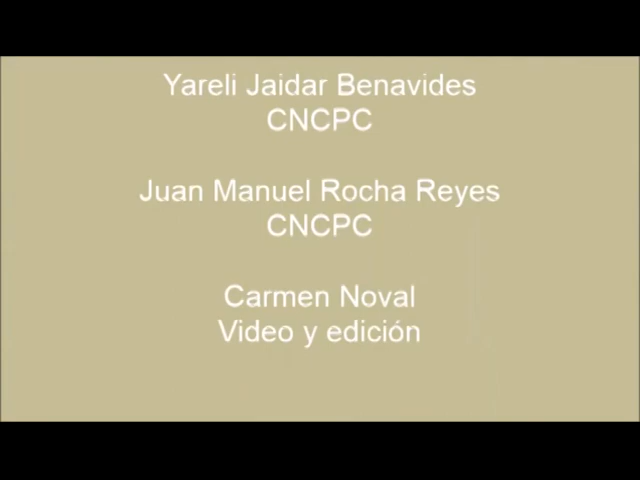 Yareli Jaidar Benavides
CNCPC
Juan Manuel Rocha Reyes
CNCPC
Carmen Noval
Video y edición